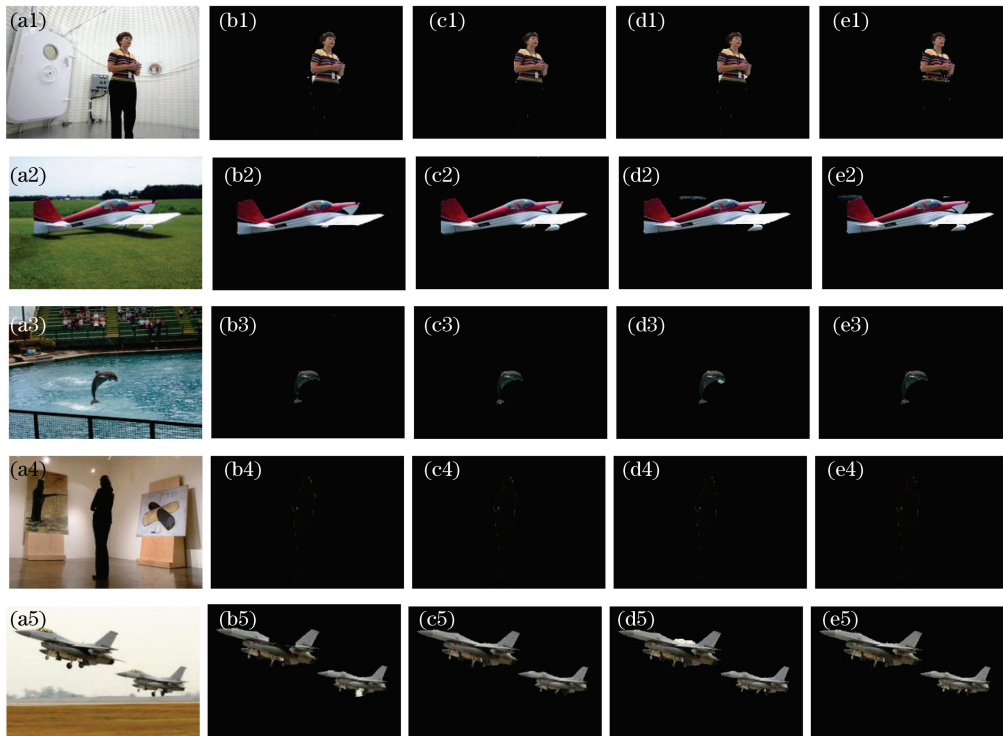 (a1) (b1) (c1) (d1) (e1)
(a2) (b2) (c2) (d2) (e2)
(a3) (b3) (c3) (d3) (e3)
(a4) (b4) (c4) (d4) (e4)
(a5) (b5) (c5) (d5) (e5)